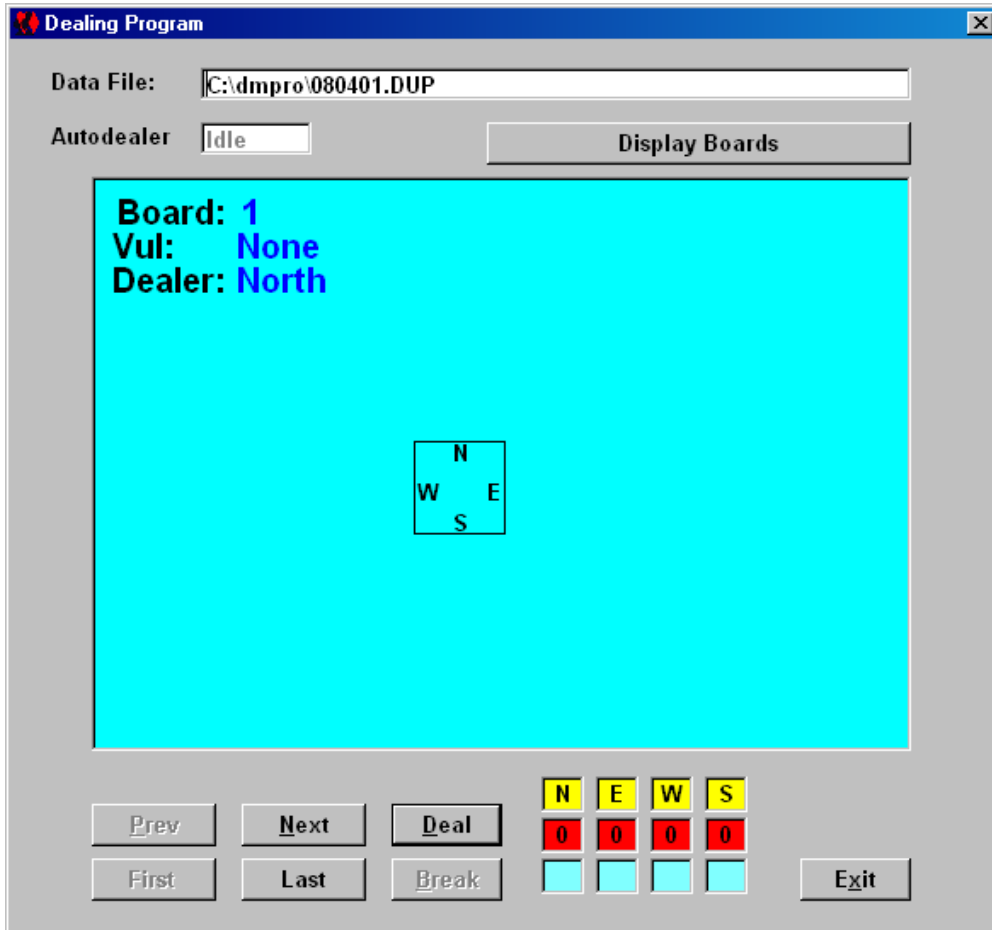 Dealing Program
Data File: C:\dmpro\080401.DUP
Autodealer Idle Display Boards
Board: 1
Vul: None
Dealer: North
N
W E
S
N E W S
Prev Next Deal
0 0 0 0
First Last Break Exit